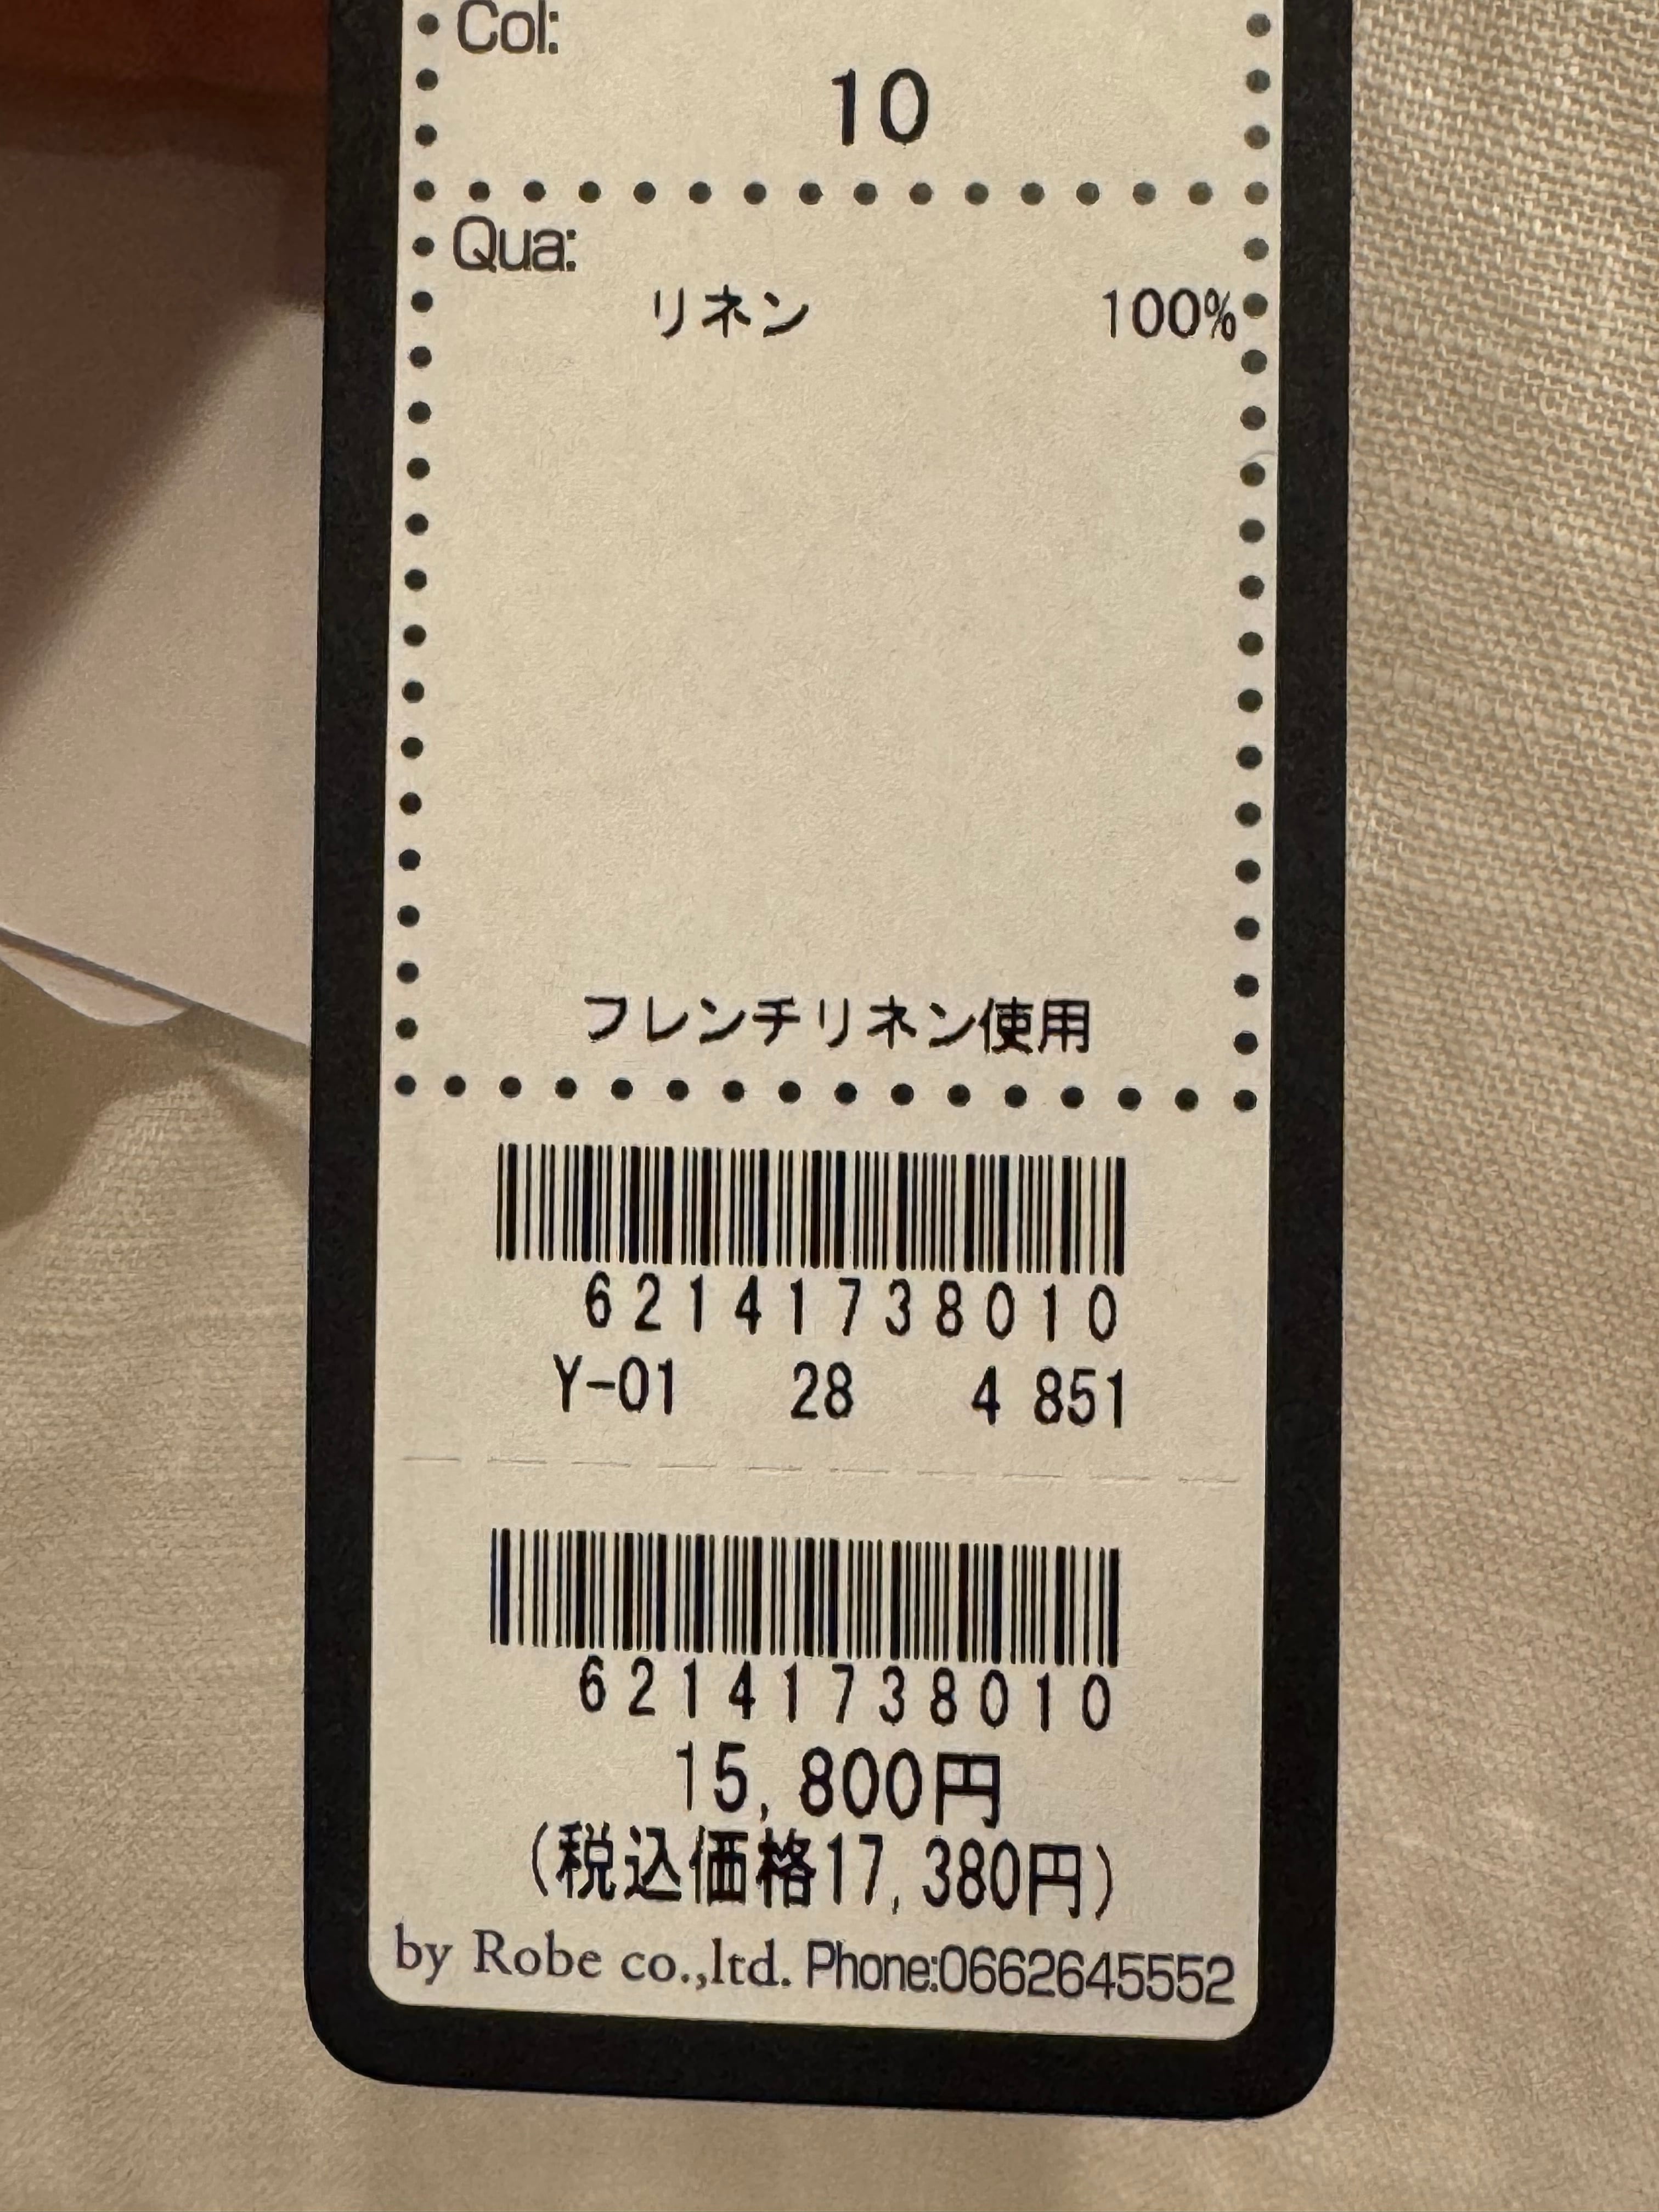 Col:
10
Qua:
リネン 100%
フレンチリネン使用
62141738010
Y-01 28 4 851
62141738010
15,800円
(税込価格17,380円)
by Robe co.,ltd. Phone:0662645552